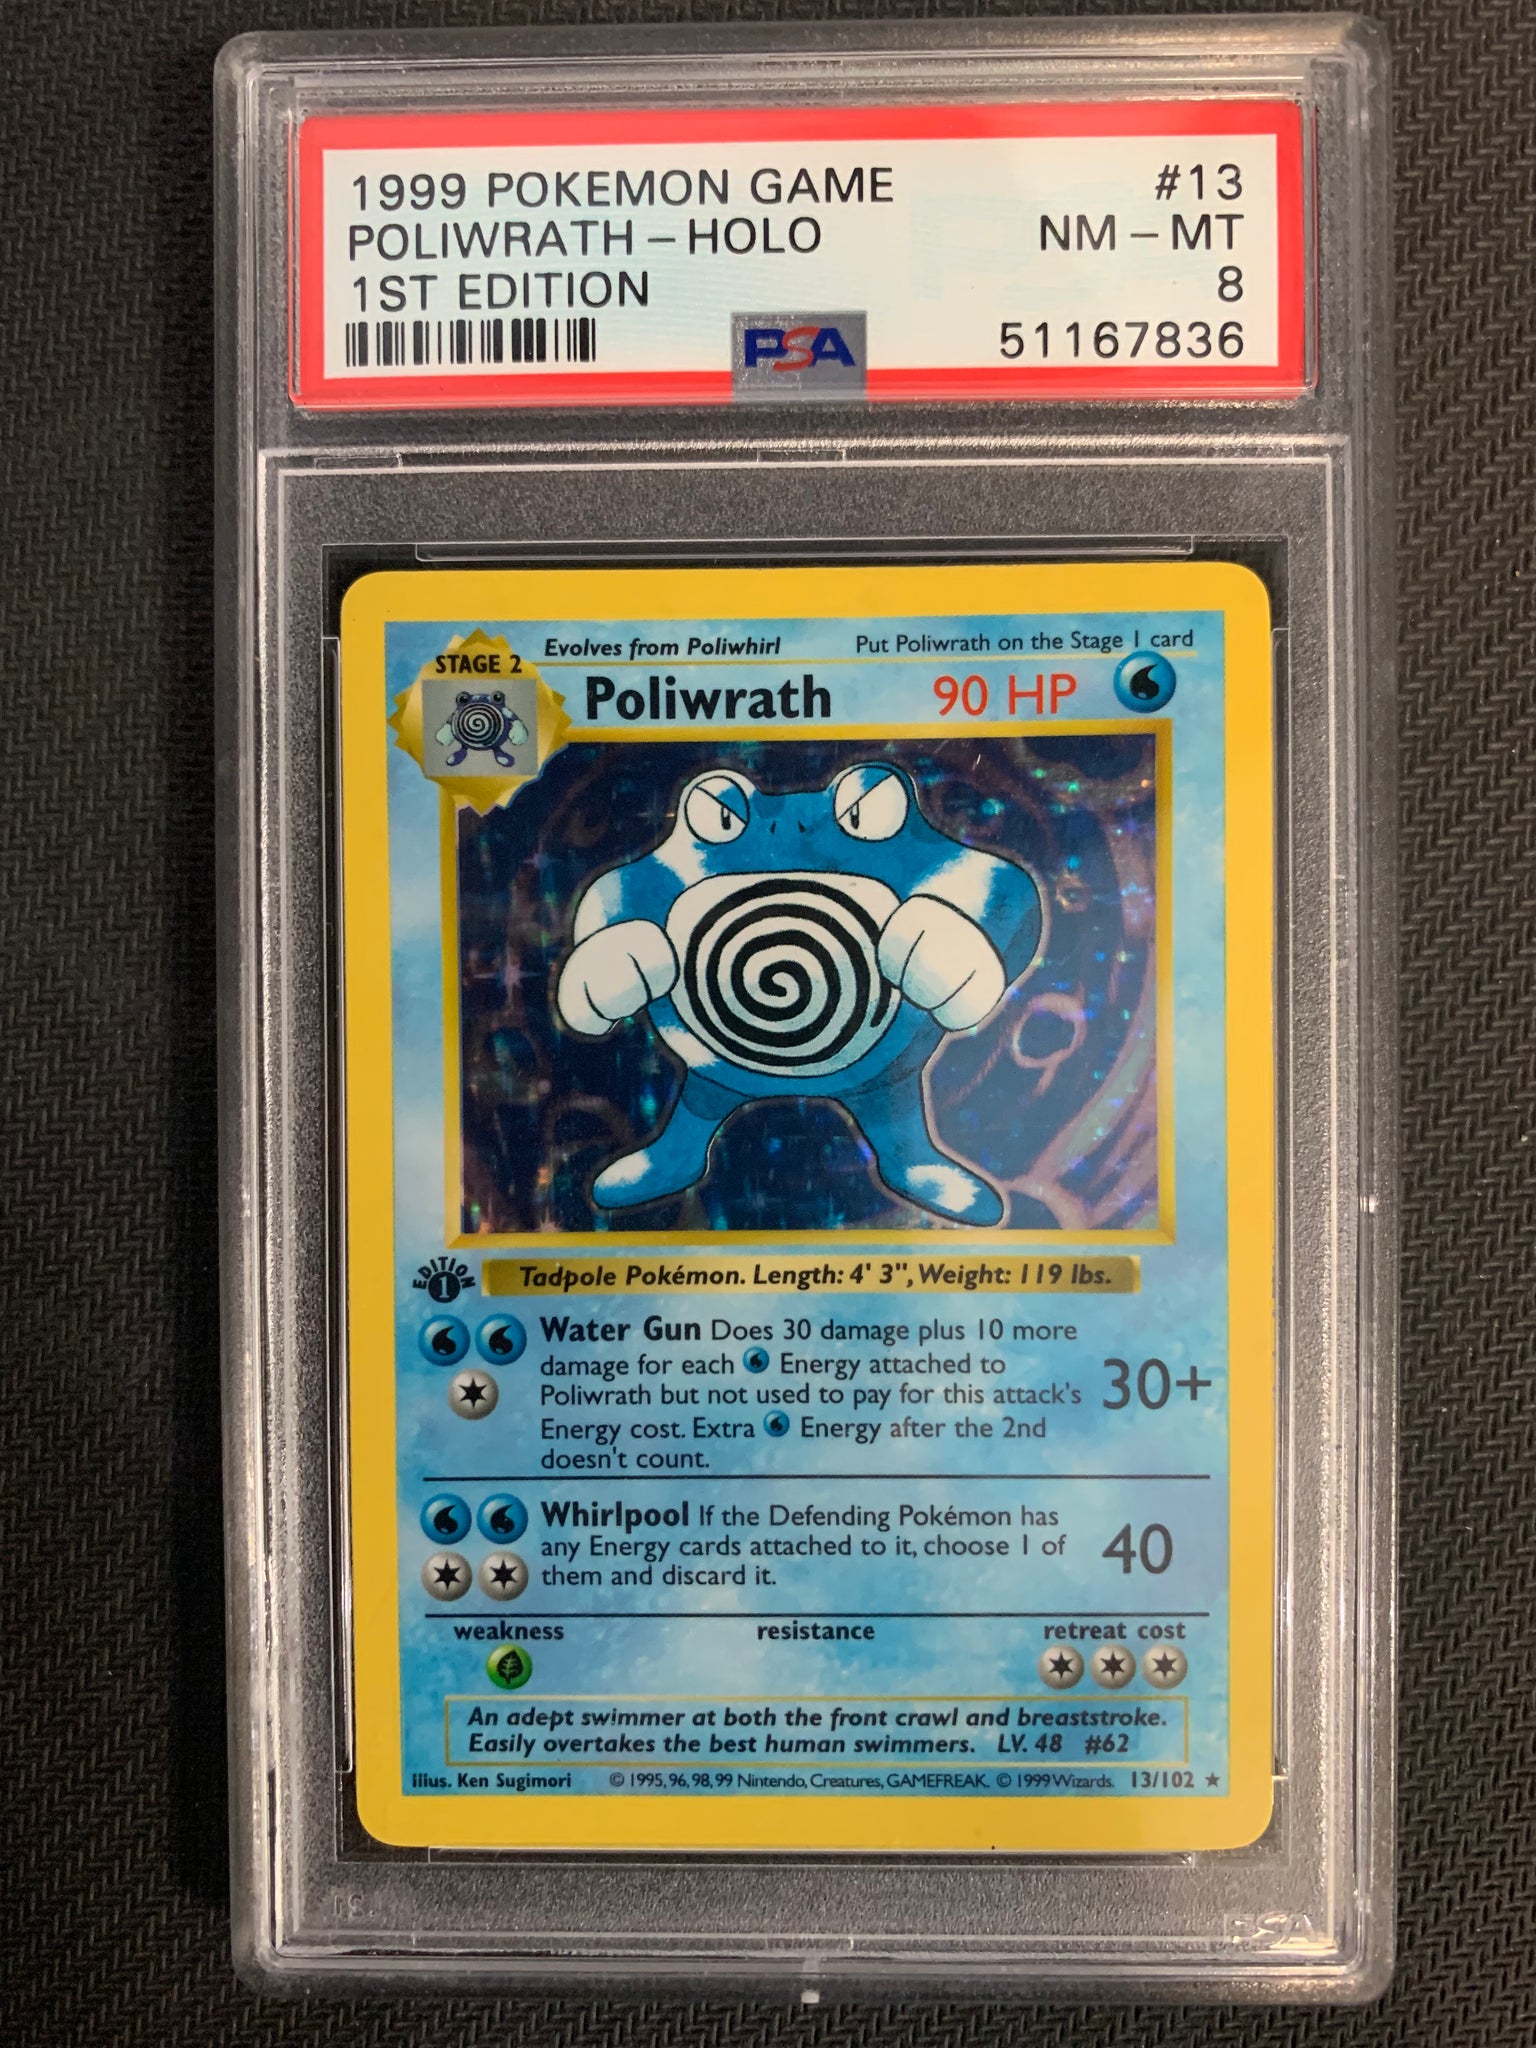 1999 POKEMON GAME #13
POLIWRATH - HOLO NM - MT
1ST EDITION 8
PSA 51167836
Evolves from Poliwhirl Put Poliwrath on the Stage 1 card
STAGE 2
Poliwrath 90 HP
EDITION 1
Tadpole Pokémon. Length: 4' 3", Weight: 119 lbs.
Water Gun Does 30 damage plus 10 more
damage for each Energy attached to
Poliwrath but not used to pay for this attack's 30+
Energy cost. Extra Energy after the 2nd
doesn't count.
Whirlpool If the Defending Pokémon has
any Energy cards attached to it, choose 1 of 40
them and discard it.
weakness resistance retreat cost
An adept swimmer at both the front crawl and breaststroke.
Easily overtakes the best human swimmers. LV. 48 #62
Illus. Ken Sugimori © 1995, 96, 98, 99 Nintendo, Creatures, GAMEFREAK. © 1999 Wizards. 13/102 ★
PSA